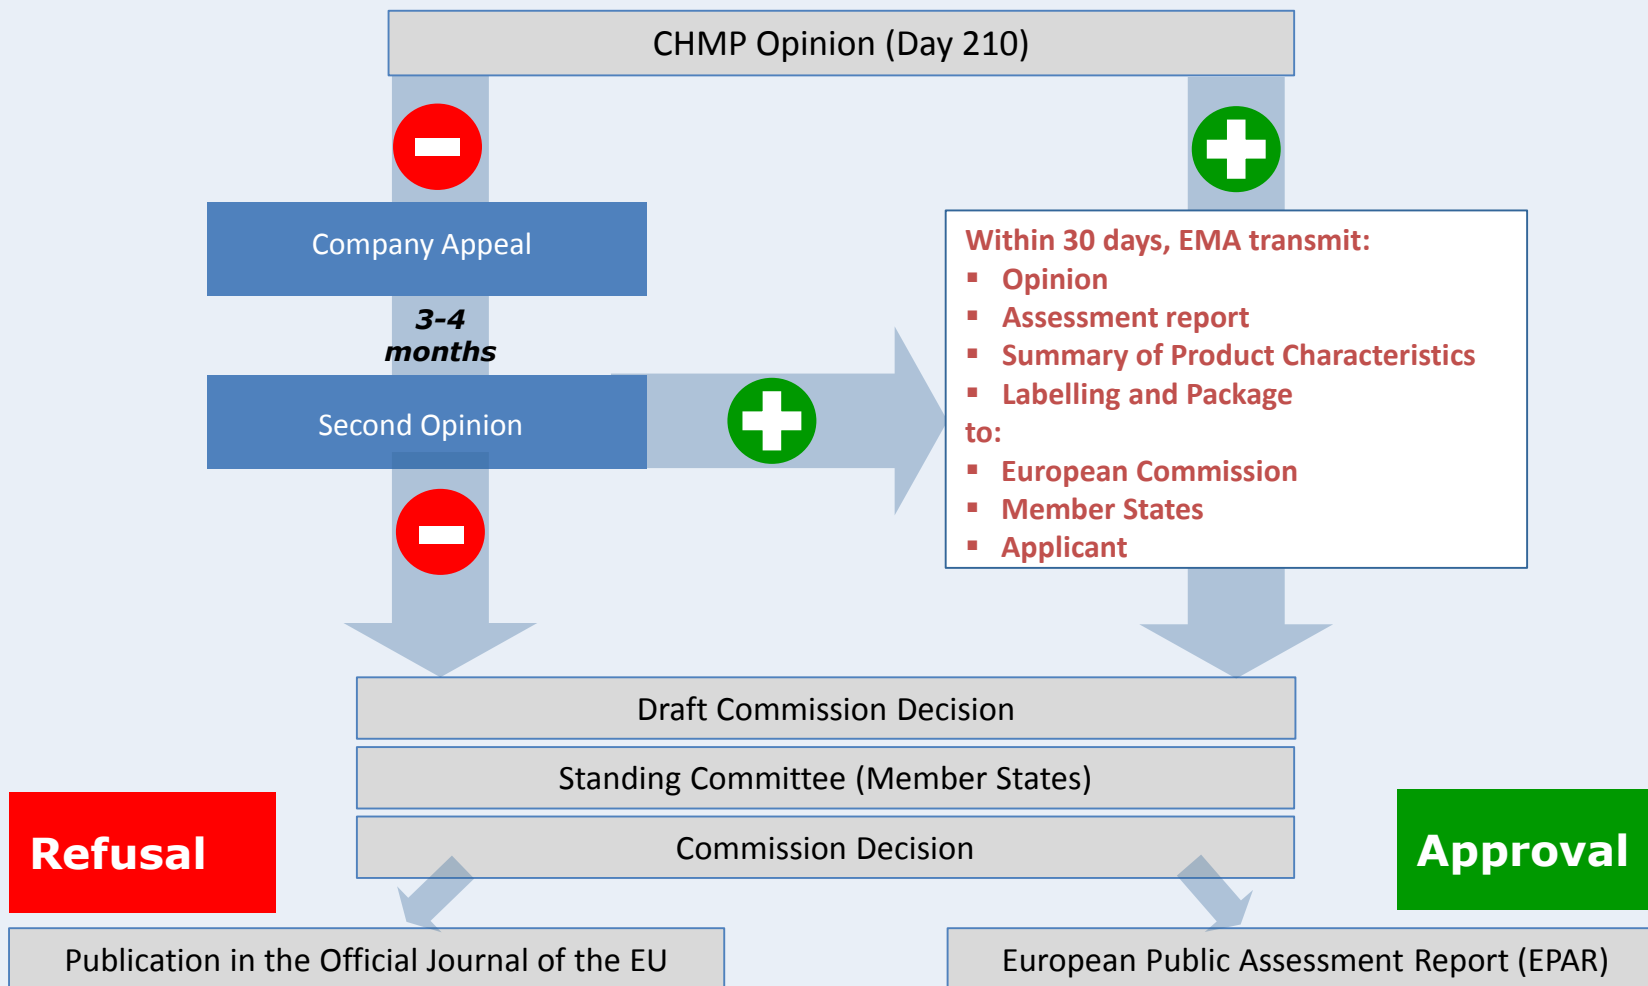 CHMP Opinion (Day 210)
Company Appeal
3-4
months
Second Opinion
Within 30 days, EMA transmit:
▪ Opinion
▪ Assessment report
▪ Summary of Product Characteristics
▪ Labelling and Package
to:
▪ European Commission
▪ Member States
▪ Applicant
Draft Commission Decision
Standing Committee (Member States)
Commission Decision
Refusal
Approval
Publication in the Official Journal of the EU
European Public Assessment Report (EPAR)